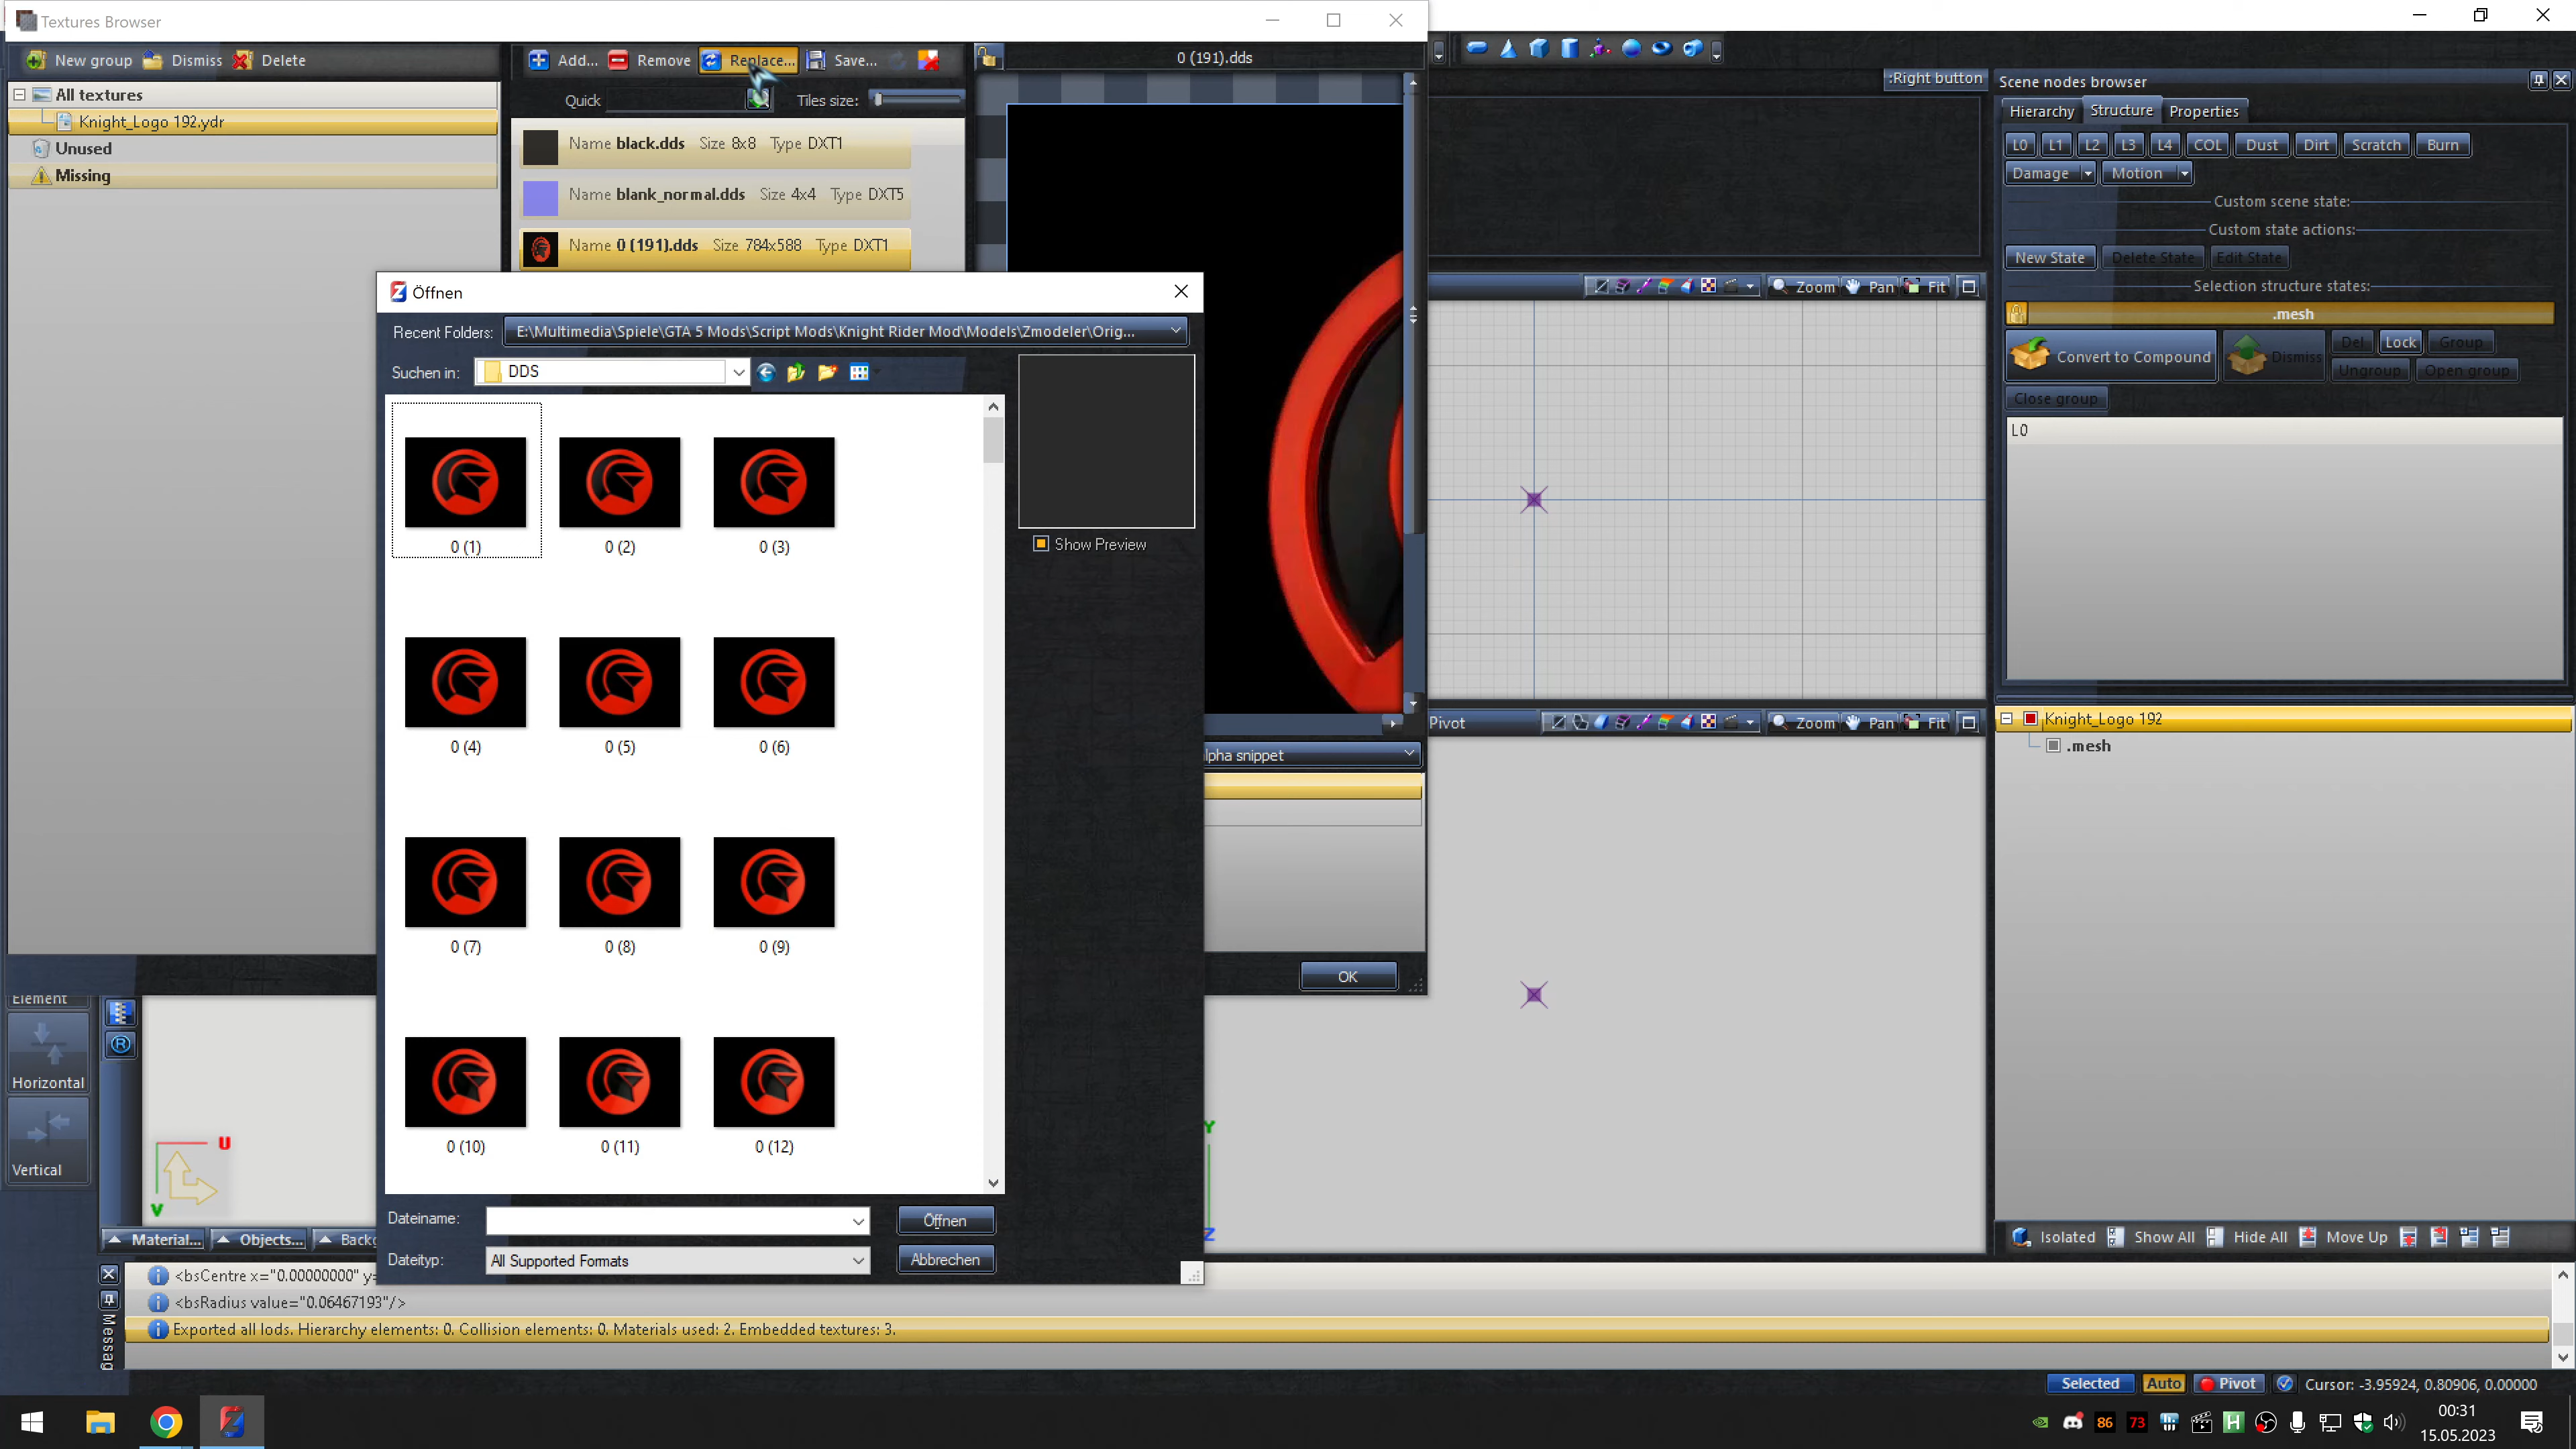 Textures Browser
New group
Dismiss
Delete
Add...
Remove
Replace...
Save...
Quick
Tiles size:
0 (191).dds
All textures
Knight_Logo 192.ydr
Unused
Missing
Name black.dds Size 8x8 Type DXT1
Name blank_normal.dds Size 4x4 Type DXT5
Name 0 (191).dds Size 784x588 Type DXT1
Öffnen
Recent Folders:
E:\Multimedia\Spiele\GTA 5 Mods\Script Mods\Knight Rider Mod\Models\Zmodeler\Orig...
Suchen in:
DDS
Show Preview
0 (1)
0 (2)
0 (3)
0 (4)
0 (5)
0 (6)
0 (7)
0 (8)
0 (9)
0 (10)
0 (11)
0 (12)
Dateiname:
Öffnen
Dateityp:
All Supported Formats
Abbrechen
lpha snippet
OK
:Right button
Zoom
Pan
Fit
Pivot
Zoom
Pan
Fit
Scene nodes browser
Hierarchy
Structure
Properties
L0
L1
L2
L3
L4
COL
Dust
Dirt
Scratch
Burn
Damage
Motion
Custom scene state:
Custom state actions:
New State
Delete State
Edit State
Selection structure states:
.mesh
Convert to Compound
Dismiss
Del
Lock
Group
Ungroup
Open group
Close group
L0
Knight_Logo 192
.mesh
Isolated
Show All
Hide All
Move Up
Element
Horizontal
Vertical
U
V
Y
Z
Material...
Objects...
Backg
Messag
<bsCentre x="0.00000000" y=
<bsRadius value="0.06467193"/>
Exported all lods. Hierarchy elements: 0. Collision elements: 0. Materials used: 2. Embedded textures: 3.
Selected
Auto
Pivot
Cursor: -3.95924, 0.80906, 0.00000
86
73
H
00:31
15.05.2023